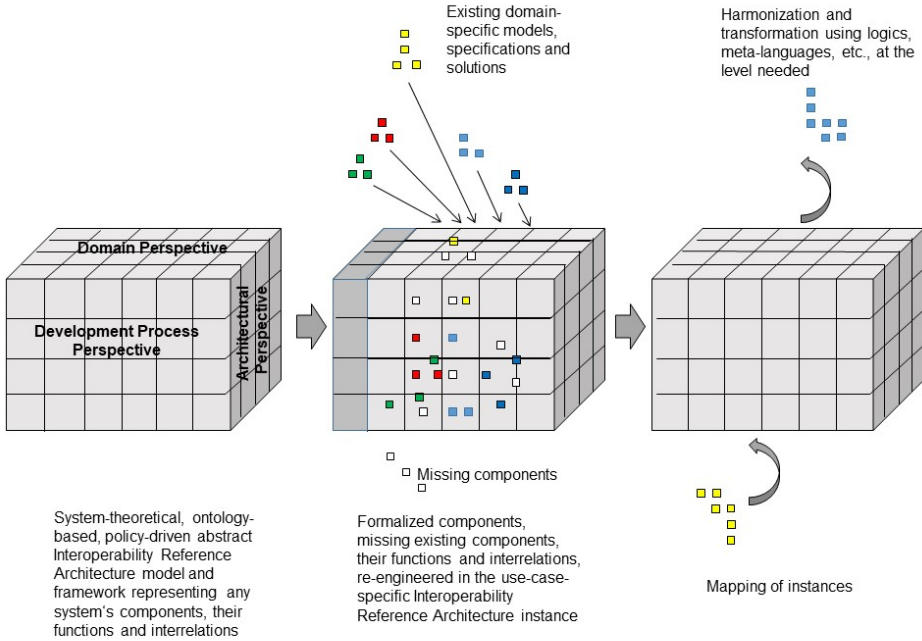 Existing domain-
specific models,
specifications and
solutions
Harmonization and
transformation using logics,
meta-languages, etc., at the
level needed
Domain Perspective
Development Process
Perspective
Architectural
Perspective
Missing components
System-theoretical, ontology-
based, policy-driven abstract
Interoperability Reference
Architecture model and
framework representing any
system's components, their
functions and interrelations
Formalized components,
missing existing components,
their functions and interrelations,
re-engineered in the use-case-
specific Interoperability
Reference Architecture instance
Mapping of instances